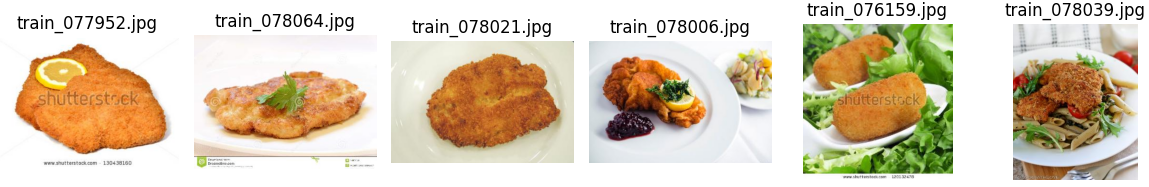 train_077952.jpg
train_078064.jpg
train_078021.jpg
train_078006.jpg
train_076159.jpg
train_078039.jpg
shutterstock
shutterstock
www.shutterstock.com · 130438160